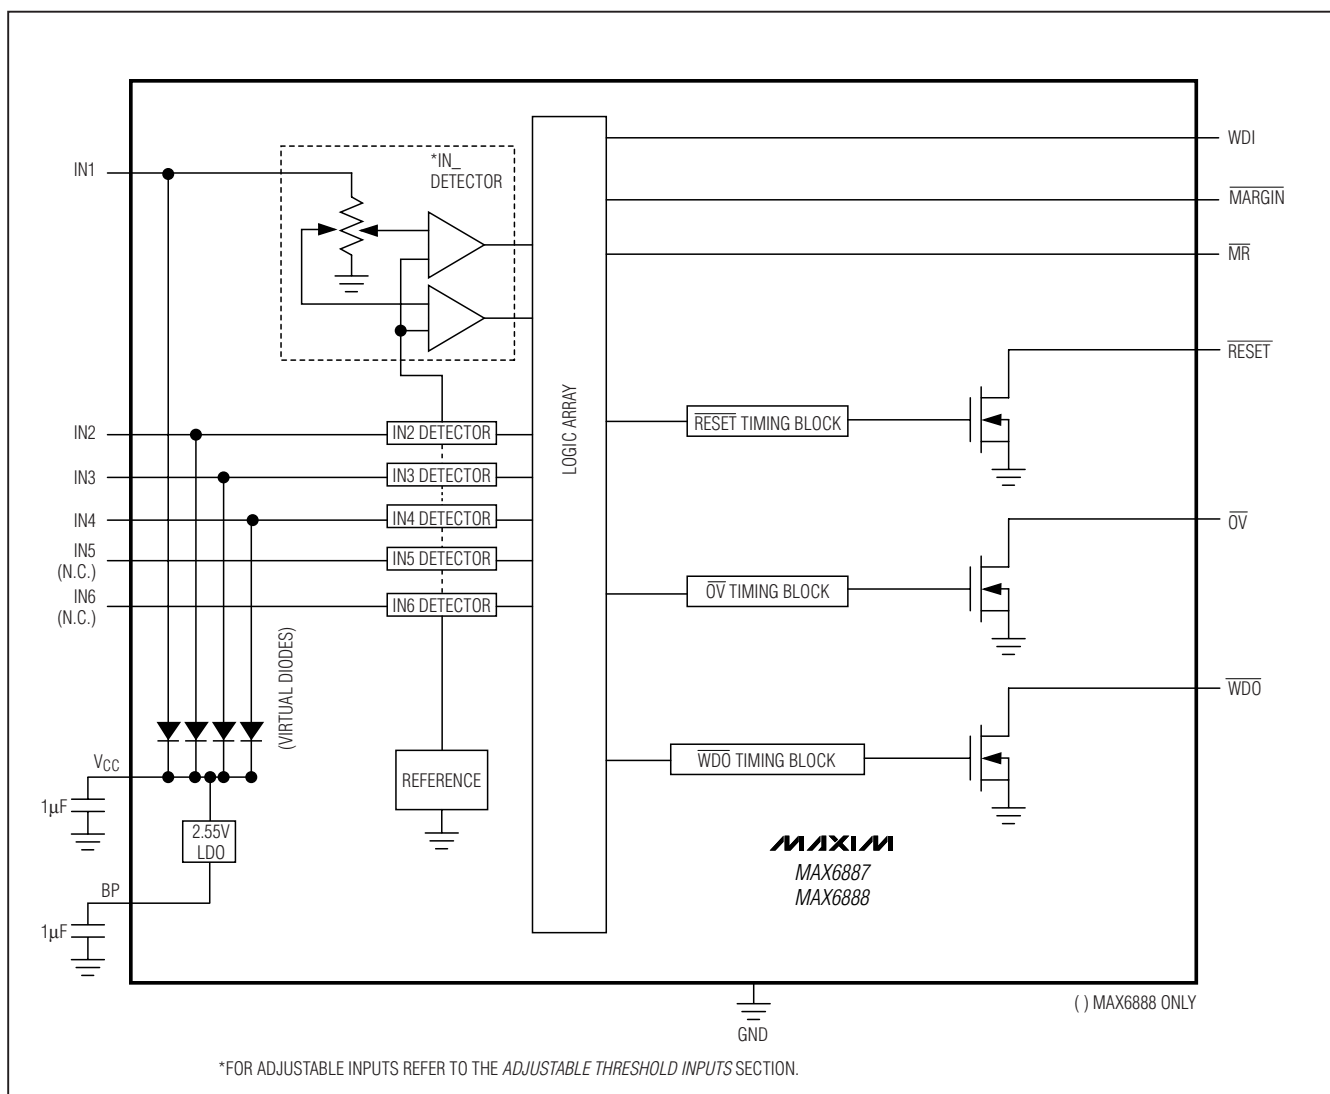 IN1
*IN_
DETECTOR
WDI
MARGIN
MR
RESET
LOGIC ARRAY
IN2
IN2 DETECTOR
RESET TIMING BLOCK
IN3
IN3 DETECTOR
IN4
IN4 DETECTOR
OV
IN5
(N.C.)
IN5 DETECTOR
IN6
(N.C.)
IN6 DETECTOR
OV TIMING BLOCK
(VIRTUAL DIODES)
WDO
VCC
REFERENCE
WDO TIMING BLOCK
1µF
2.55V
LDO
MAXIM
MAX6887
MAX6888
BP
1µF
GND
( ) MAX6888 ONLY
*FOR ADJUSTABLE INPUTS REFER TO THE ADJUSTABLE THRESHOLD INPUTS SECTION.